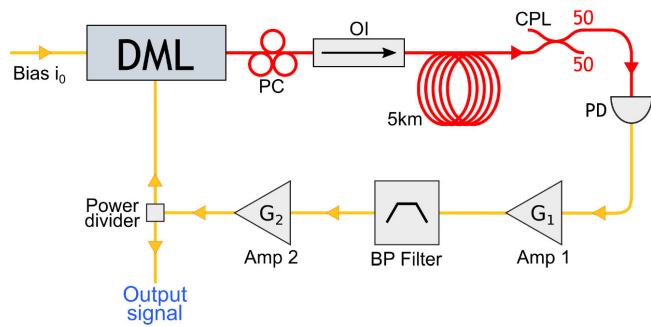 DML
Bias i₀
PC
OI
5km
CPL
50
50
PD
Power
divider
G₂
Amp 2
BP Filter
G₁
Amp 1
Output
signal